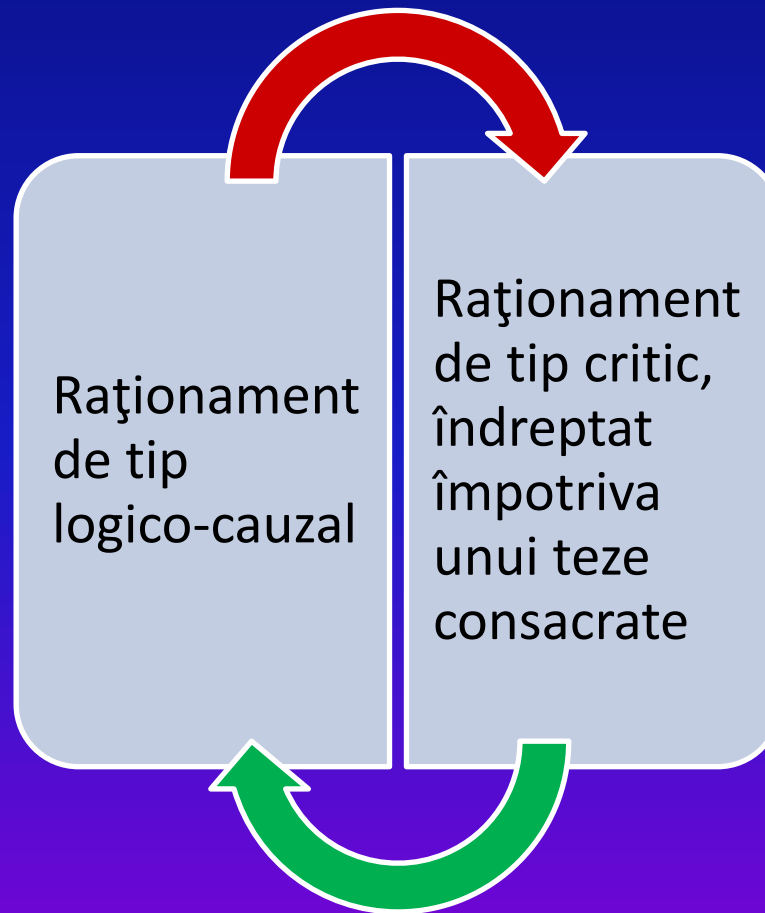 Raţionament
de tip
logico-cauzal
Raţionament
de tip critic,
îndreptat
împotriva
unui teze
consacrate